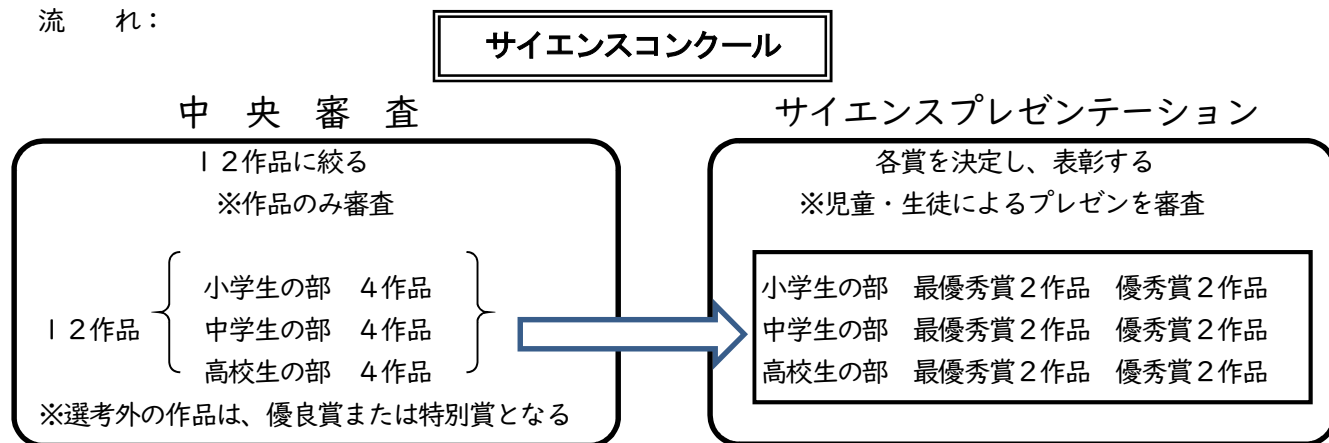 流　　れ：
サイエンスコンクール
中　央　審　査
１２作品に絞る
※作品のみ審査
１２作品
小学生の部　４作品
中学生の部　４作品
高校生の部　４作品
※選考外の作品は、優良賞または特別賞となる
サイエンスプレゼンテーション
各賞を決定し、表彰する
※児童・生徒によるプレゼンを審査
小学生の部　最優秀賞２作品　優秀賞２作品
中学生の部　最優秀賞２作品　優秀賞２作品
高校生の部　最優秀賞２作品　優秀賞２作品